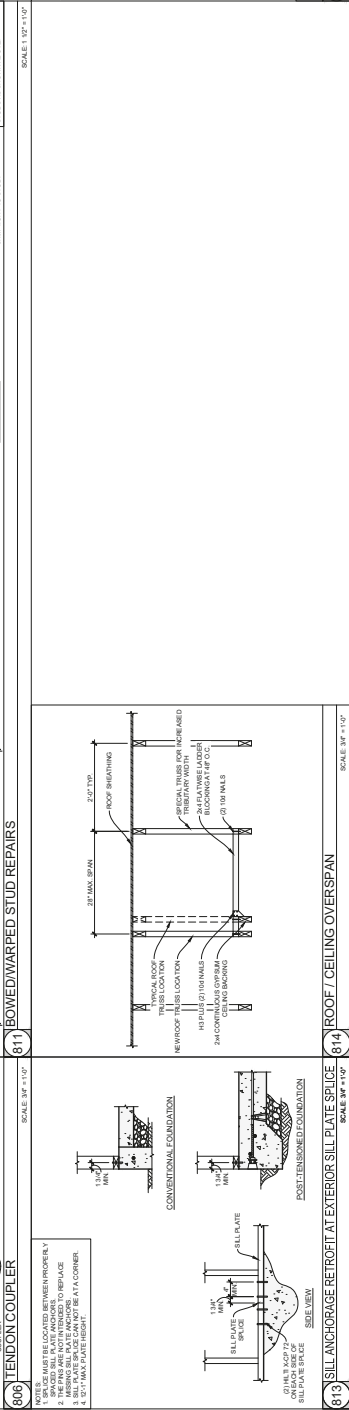 806
TENDON COUPLER
SCALE: 3/4" = 1'-0"
811
BOWED/WARPED STUD REPAIRS
SCALE: 1 1/2" = 1'-0"
NOTES:
1. SPLICE MUST BE LOCATED BETWEEN PROPERLY
SPACED SILL PLATE ANCHORS.
2. THE PINS ARE NOT INTENDED TO REPLACE
MISSING SILL PLATE ANCHORS.
3. SILL PLATE SPLICE CAN NOT BE AT A CORNER.
4. 12'-1" MAX. PLATE HEIGHT.
1 3/4"
MIN.
CONVENTIONAL FOUNDATION
1 3/4"
MIN.
POST-TENSIONED FOUNDATION
SILL PLATE
SPLICE
1 3/4"
MIN.
4"
MIN.
SILL PLATE
(2) HILTI X-CP 72
ON EACH SIDE OF
SILL PLATE SPLICE
SIDE VIEW
813
SILL ANCHORAGE RETROFIT AT EXTERIOR SILL PLATE SPLICE
SCALE: 3/4" = 1'-0"
28" MAX. SPAN
2'-0" TYP.
ROOF SHEATHING
TYPICAL ROOF
TRUSS LOCATION
NEW ROOF TRUSS LOCATION
H3 PLUS (2) 10d NAILS
2x4 CONTINUOUS GYPSUM
CEILING BACKING
SPECIAL TRUSS FOR INCREASED
TRIBUTARY WIDTH
2x4 FLATWISE LADDER
BLOCKING AT 48" O.C.
(2) 10d NAILS
814
ROOF / CEILING OVERSPAN
SCALE: 3/4" = 1'-0"